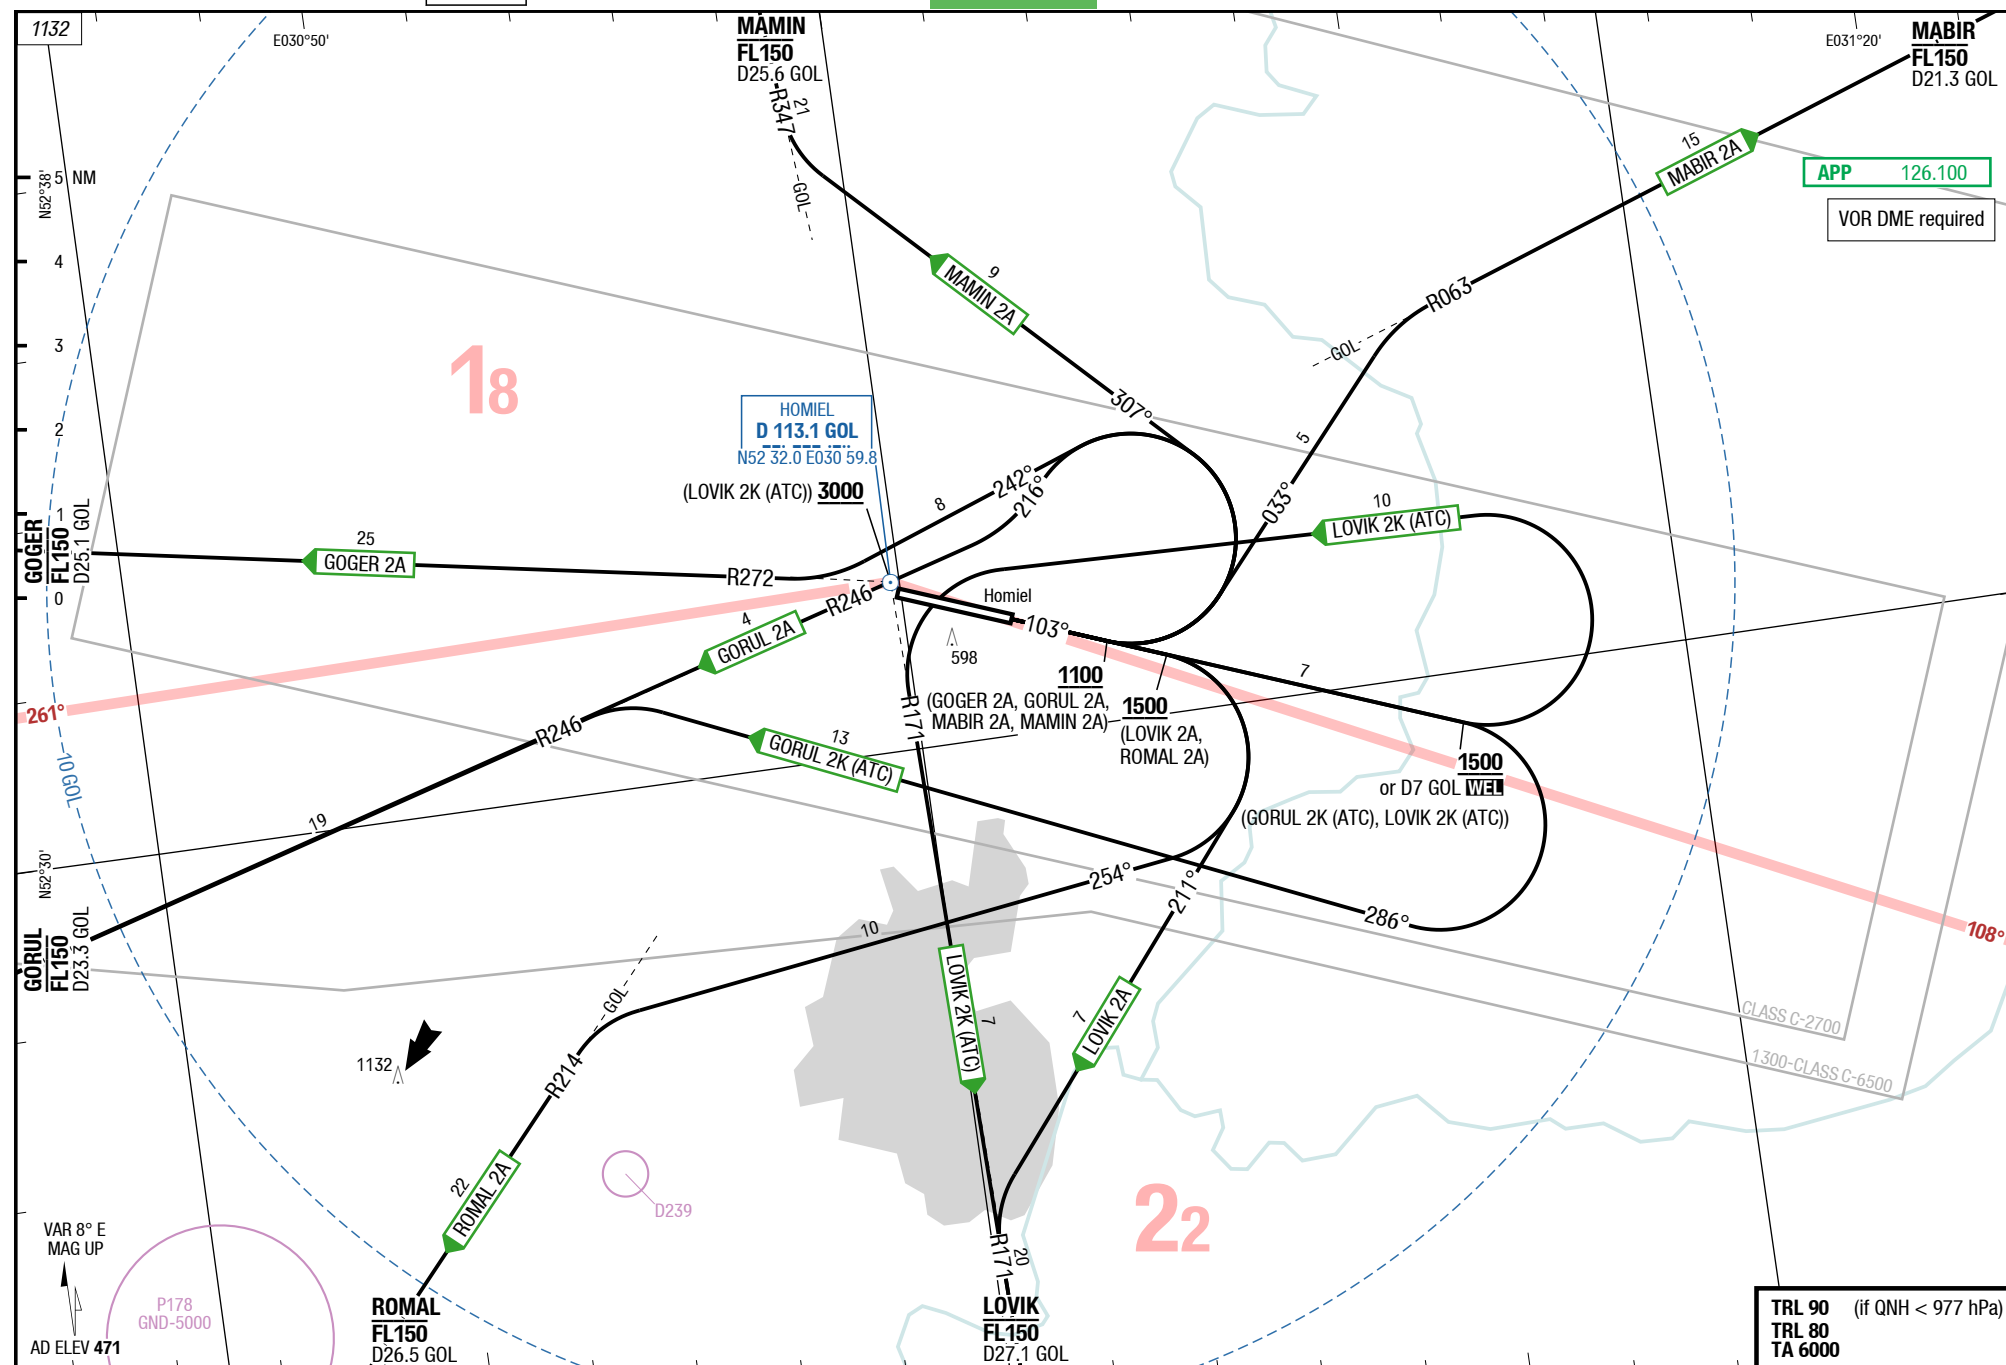 1132
E030°50'
MAMIN
FL150
D25.6 GOL
E031°20'
MABIR
FL150
D21.3 GOL
R347
21
GOL
15
MABIR 2A
APP 126.100
VOR DME required
N52°38'
5 NM
4
3
2
1
0
9
MAMIN 2A
R063
GOL
18
307°
5
033°
HOMIEL
D 113.1 GOL
N52 32.0 E030 59.8
(LOVIK 2K (ATC)) 3000
8
242°
216°
10
LOVIK 2K (ATC)
GOGER
FL150
D25.1 GOL
25
GOGER 2A
R272
R246
4
GORUL 2A
Homiel
103°
598
1100
(GOGER 2A, GORUL 2A,
MABIR 2A, MAMIN 2A)
1500
(LOVIK 2A,
ROMAL 2A)
7
1500
or D7 GOL WEL
(GORUL 2K (ATC), LOVIK 2K (ATC))
261°
10 GOL
R246
R171
13
GORUL 2K (ATC)
19
N52°30'
254°
211°
286°
108°
10
GORUL
FL150
D23.3 GOL
GOL
LOVIK 2K (ATC)
7
7
LOVIK 2A
CLASS C-2700
1300-CLASS C-6500
1132
R214
22
ROMAL 2A
D239
22
VAR 8° E
MAG UP
P178
GND-5000
AD ELEV 471
ROMAL
FL150
D26.5 GOL
R171
20
LOVIK
FL150
D27.1 GOL
TRL 90 (if QNH < 977 hPa)
TRL 80
TA 6000